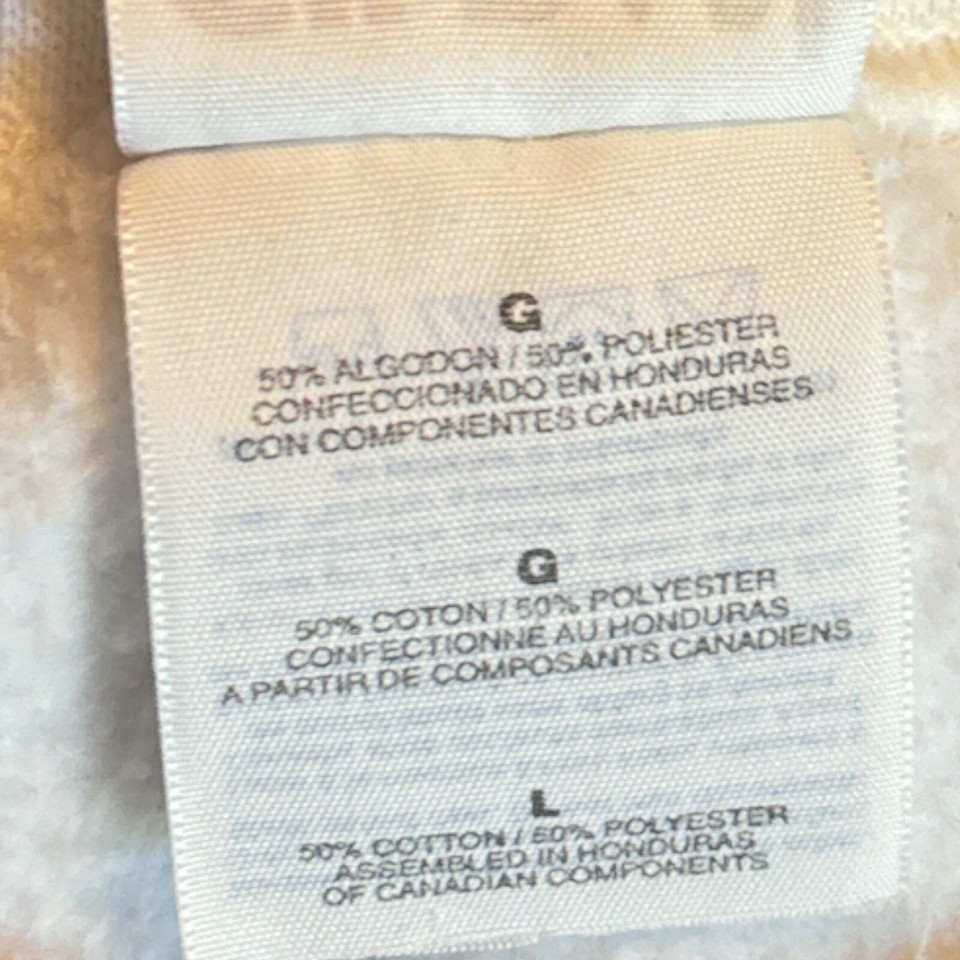 G
50% ALGODON / 50% POLIESTER
CONFECCIONADO EN HONDURAS
CON COMPONENTES CANADIENSES
G
50% COTON / 50% POLYESTER
CONFECTIONNE AU HONDURAS
A PARTIR DE COMPOSANTS CANADIENS
L
50% COTTON / 50% POLYESTER
ASSEMBLED IN HONDURAS
OF CANADIAN COMPONENTS